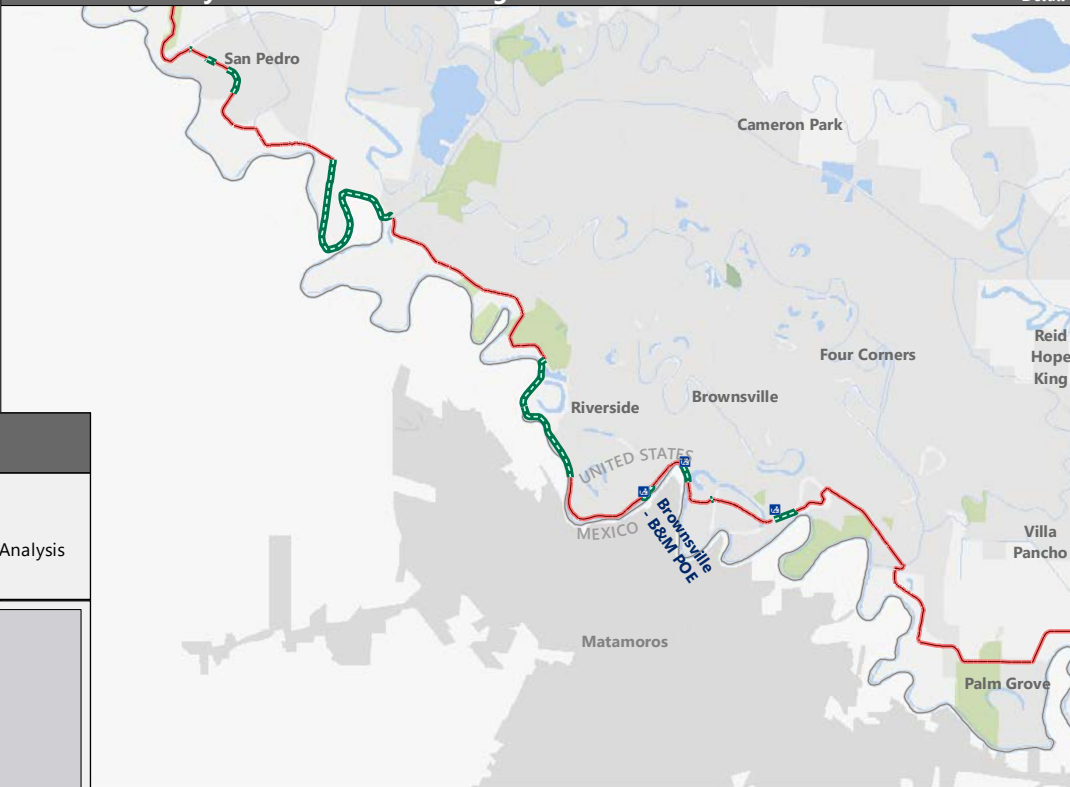 San Pedro
Cameron Park
Reid
Hope
King
Four Corners
Brownsville
Riverside
UNITED STATES
MEXICO
Brownsville
- B&M POE
Analysis
Villa
Pancho
Matamoros
Palm Grove